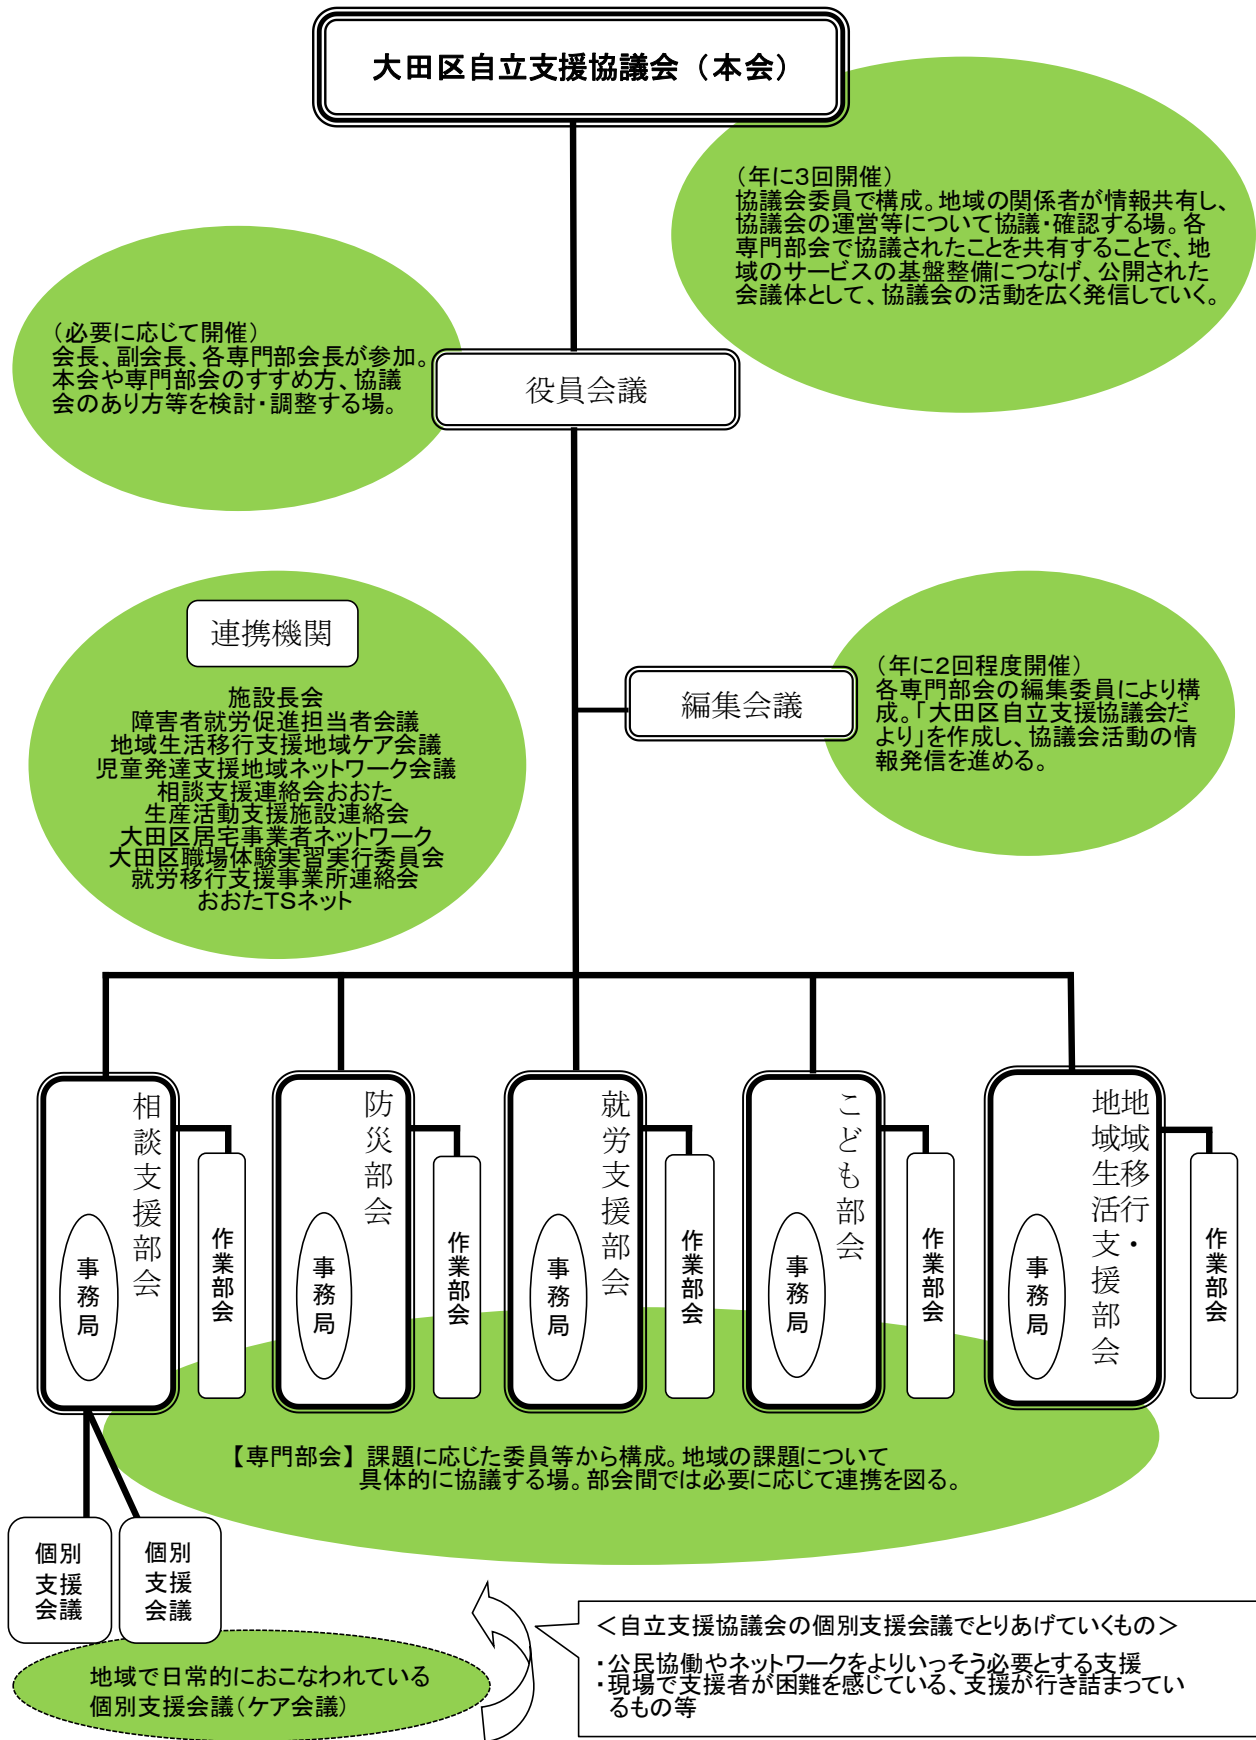 大田区自立支援協議会（本会）
（年に3回開催）
協議会委員で構成。地域の関係者が情報共有し、
協議会の運営等について協議・確認する場。各
専門部会で協議されたことを共有することで、地
域のサービスの基盤整備につなげ、公開された
会議体として、協議会の活動を広く発信していく。
（必要に応じて開催）
会長、副会長、各専門部会長が参加。
本会や専門部会のすすめ方、協議
会のあり方等を検討・調整する場。
役員会議
連携機関
施設長会
障害者就労促進担当者会議
地域生活移行支援地域ケア会議
児童発達支援地域ネットワーク会議
相談支援連絡会おおた
生産活動支援施設連絡会
大田区居宅事業者ネットワーク
大田区職場体験実習実行委員会
就労移行支援事業所連絡会
おおたTSネット
編集会議
（年に2回程度開催）
各専門部会の編集委員により構
成。「大田区自立支援協議会だ
より」を作成し、協議会活動の情
報発信を進める。
相談支援部会
事務局
作業部会
防災部会
事務局
作業部会
就労支援部会
事務局
作業部会
こども部会
事務局
作業部会
地域移行・
地域生活支援部会
事務局
作業部会
【専門部会】 課題に応じた委員等から構成。地域の課題について
具体的に協議する場。部会間では必要に応じて連携を図る。
個別
支援
会議
個別
支援
会議
地域で日常的におこなわれている
個別支援会議（ケア会議）
＜自立支援協議会の個別支援会議でとりあげていくもの＞
・公民協働やネットワークをよりいっそう必要とする支援
・現場で支援者が困難を感じている、支援が行き詰まってい
るもの等